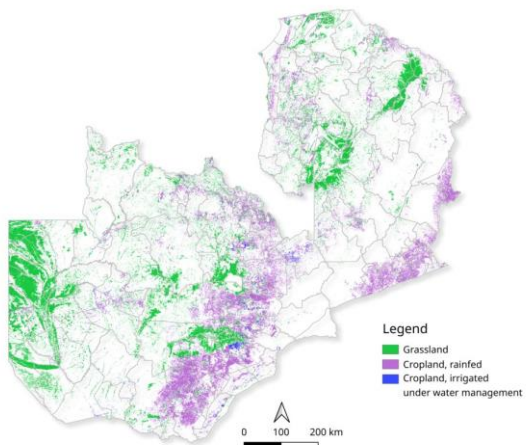 Legend
Grassland
Cropland, rainfed
Cropland, irrigated
under water management
0 100 200 km